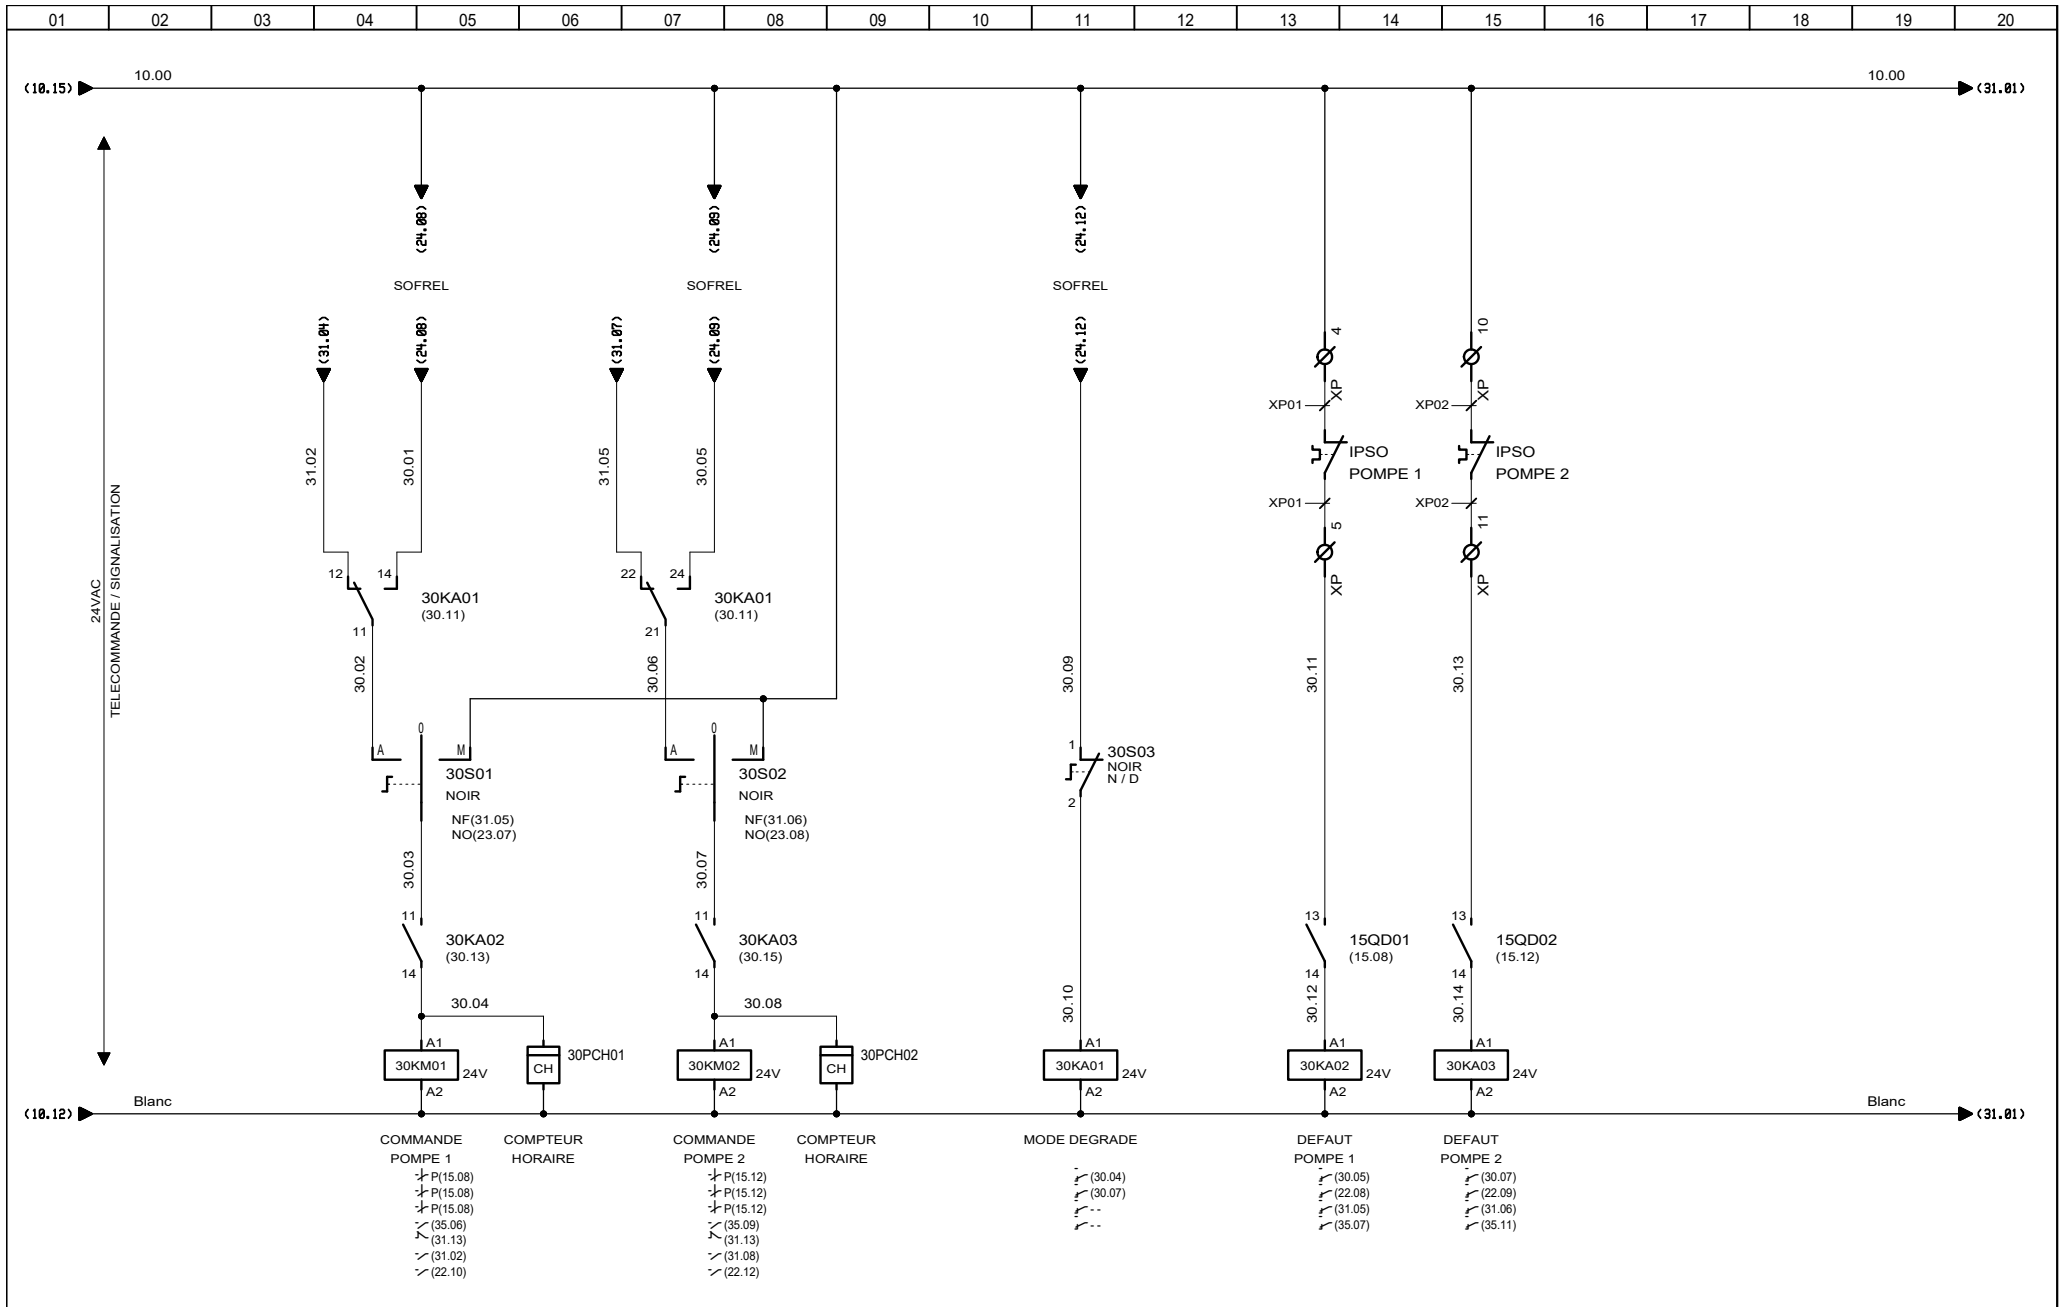 01 02 03 04 05 06 07 08 09 10 11 12 13 14 15 16 17 18 19 20
10.00 10.00
(10.15) (31.01)
(24.08) (24.09) (24.12)
SOFREL SOFREL SOFREL
(31.04) (24.08) (31.07) (24.09) (24.12)
4 10
XP XP
XP01 XP02
IPSO IPSO
POMPE 1 POMPE 2
XP01 XP02
5 11
XP XP
31.02 30.01 31.05 30.05
24VAC
TELECOMMANDE / SIGNALISATION
12 14 22 24
30KA01 30KA01
(30.11) (30.11)
11 21
30.02 30.06 30.09 30.11 30.13
0 0
A M A M 1 30S03
NOIR
N / D
2
30S01 30S02
NOIR NOIR
NF(31.05) NF(31.06)
NO(23.07) NO(23.08)
30.03 30.07
11 11 13 13
30KA02 30KA03 15QD01 15QD02
(30.13) (30.15) (15.08) (15.12)
14 14 14 14
30.04 30.08 30.10 30.12 30.14
A1 A1 A1 A1 A1
30PCH01 30PCH02
30KM01 24V CH 30KM02 24V CH 30KA01 24V 30KA02 24V 30KA03 24V
A2 A2 A2 A2 A2
Blanc Blanc
(10.12) (31.01)
COMMANDE COMPTEUR COMMANDE COMPTEUR MODE DEGRADE DEFAUT DEFAUT
POMPE 1 HORAIRE POMPE 2 HORAIRE POMPE 1 POMPE 2
P(15.08) P(15.12) (30.04) (30.05) (30.07)
P(15.08) P(15.12) (30.07) (22.08) (22.09)
P(15.08) P(15.12) -- (31.05) (31.06)
(35.06) (35.09) -- (35.07) (35.11)
(31.13) (31.13)
(31.02) (31.08)
(22.10) (22.12)